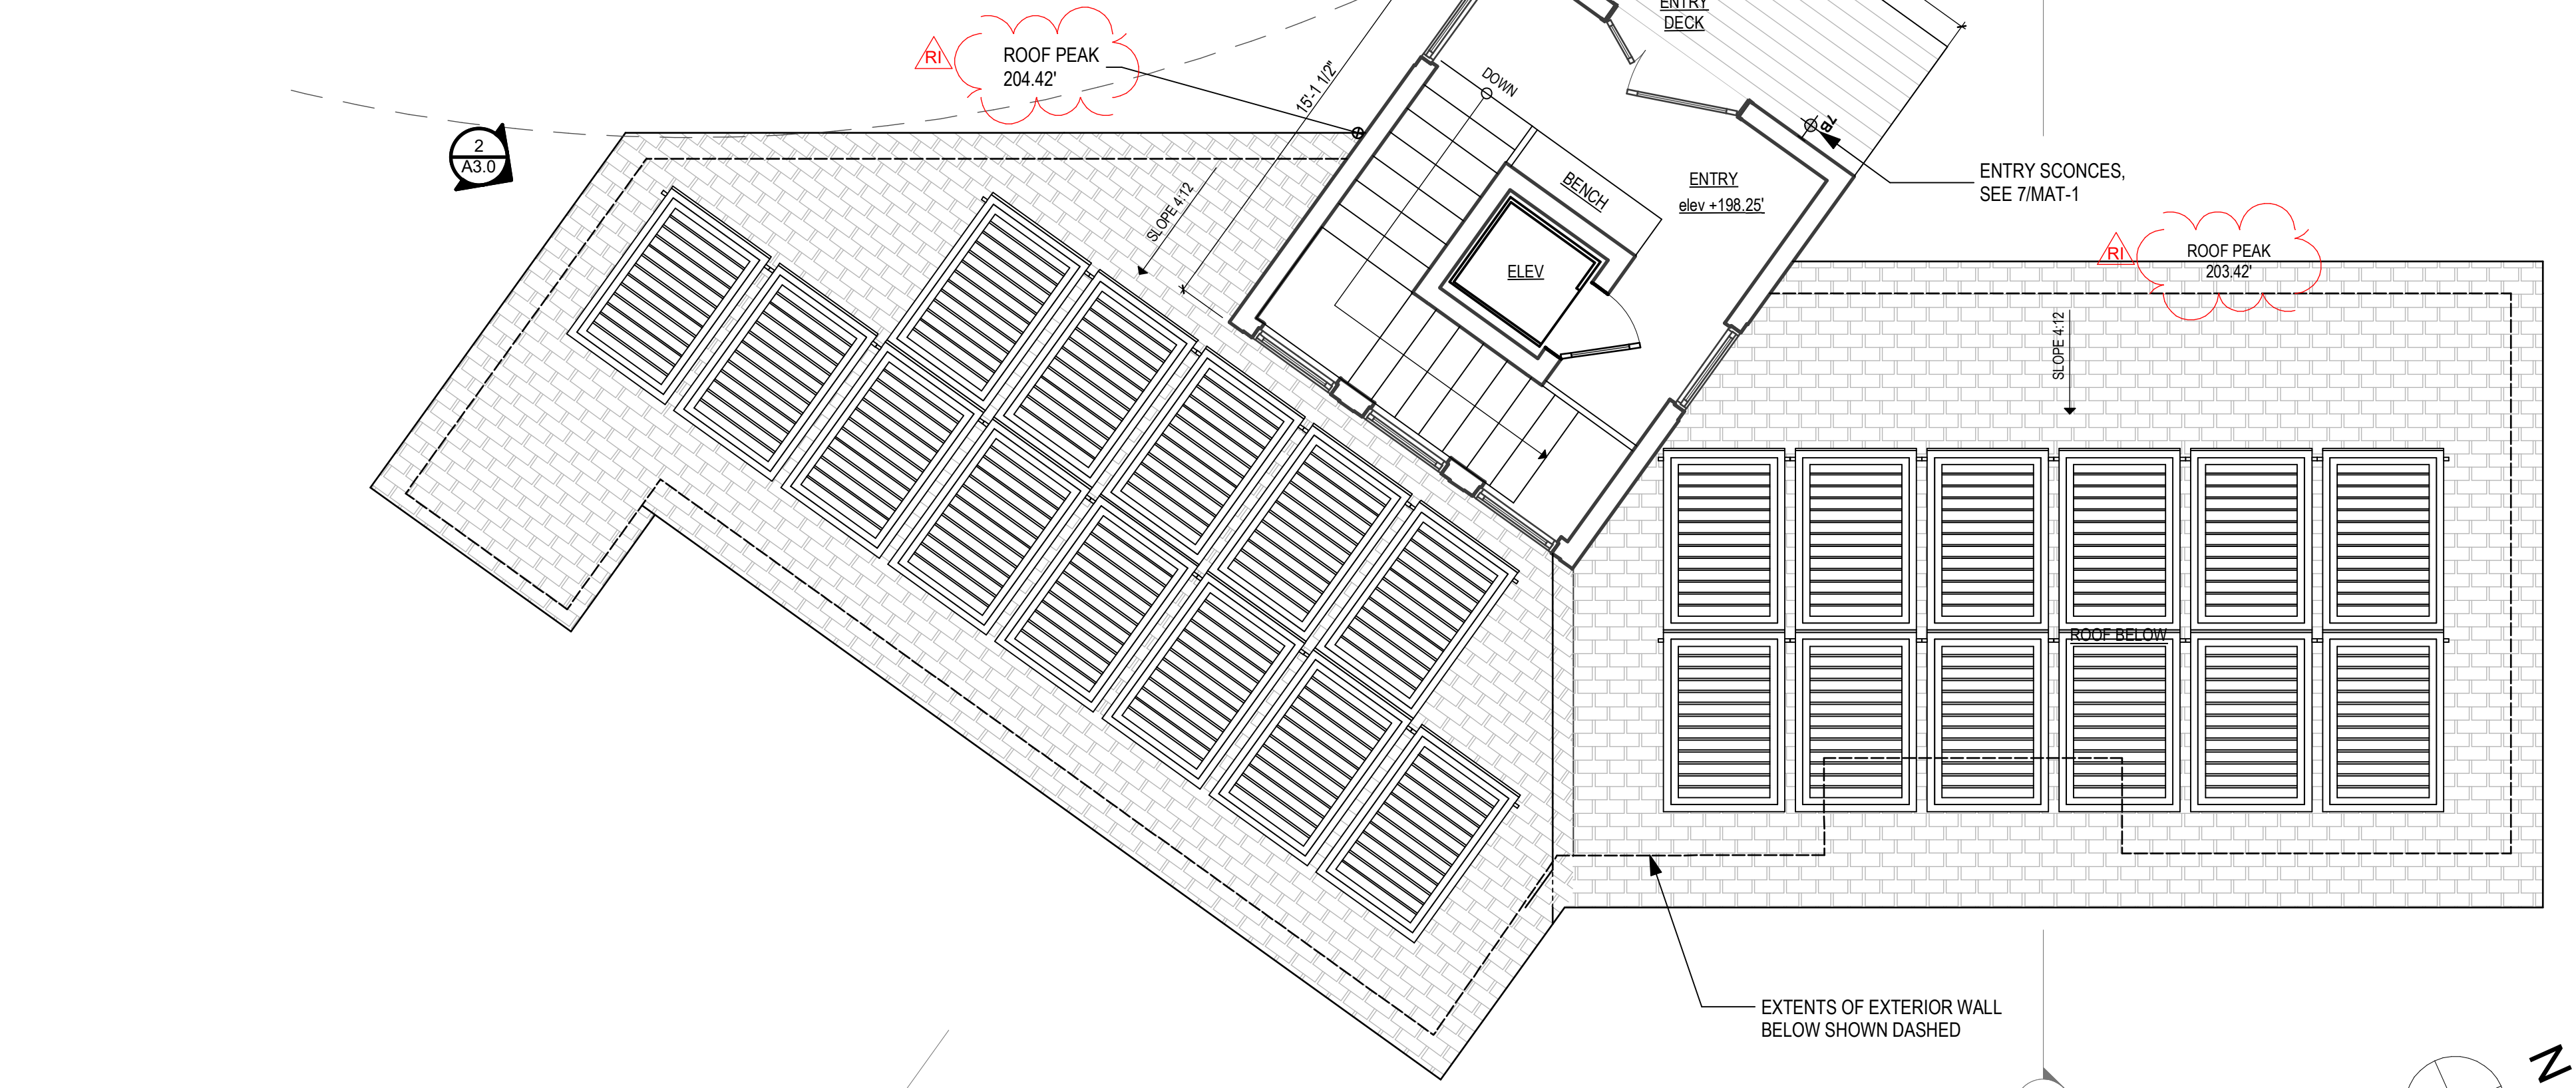 ENTRY
DECK
RI
ROOF PEAK
204.42'
15'-1 1/2"
DOWN
7B
2
A3.0
ENTRY SCONCES,
SEE 7/MAT-1
BENCH
ENTRY
elev +198.25'
SLOPE 4:12
ELEV
RI
ROOF PEAK
203.42'
SLOPE 4:12
ROOF BELOW
EXTENTS OF EXTERIOR WALL
BELOW SHOWN DASHED
N